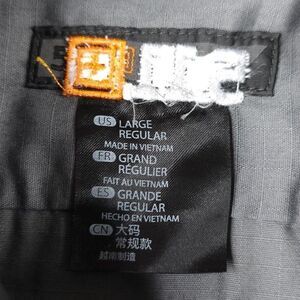 US LARGE
REGULAR
MADE IN VIETNAM
FR GRAND
RÉGULIER
FAIT AU VIETNAM
ES GRANDE
REGULAR
HECHO EN VIETNAM
CN 大码
常规款
越南制造